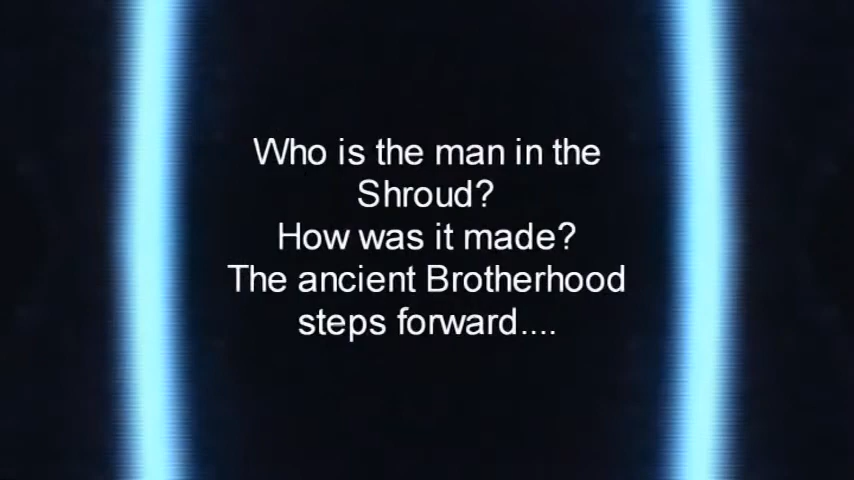 Who is the man in the
Shroud?
How was it made?
The ancient Brotherhood
steps forward....